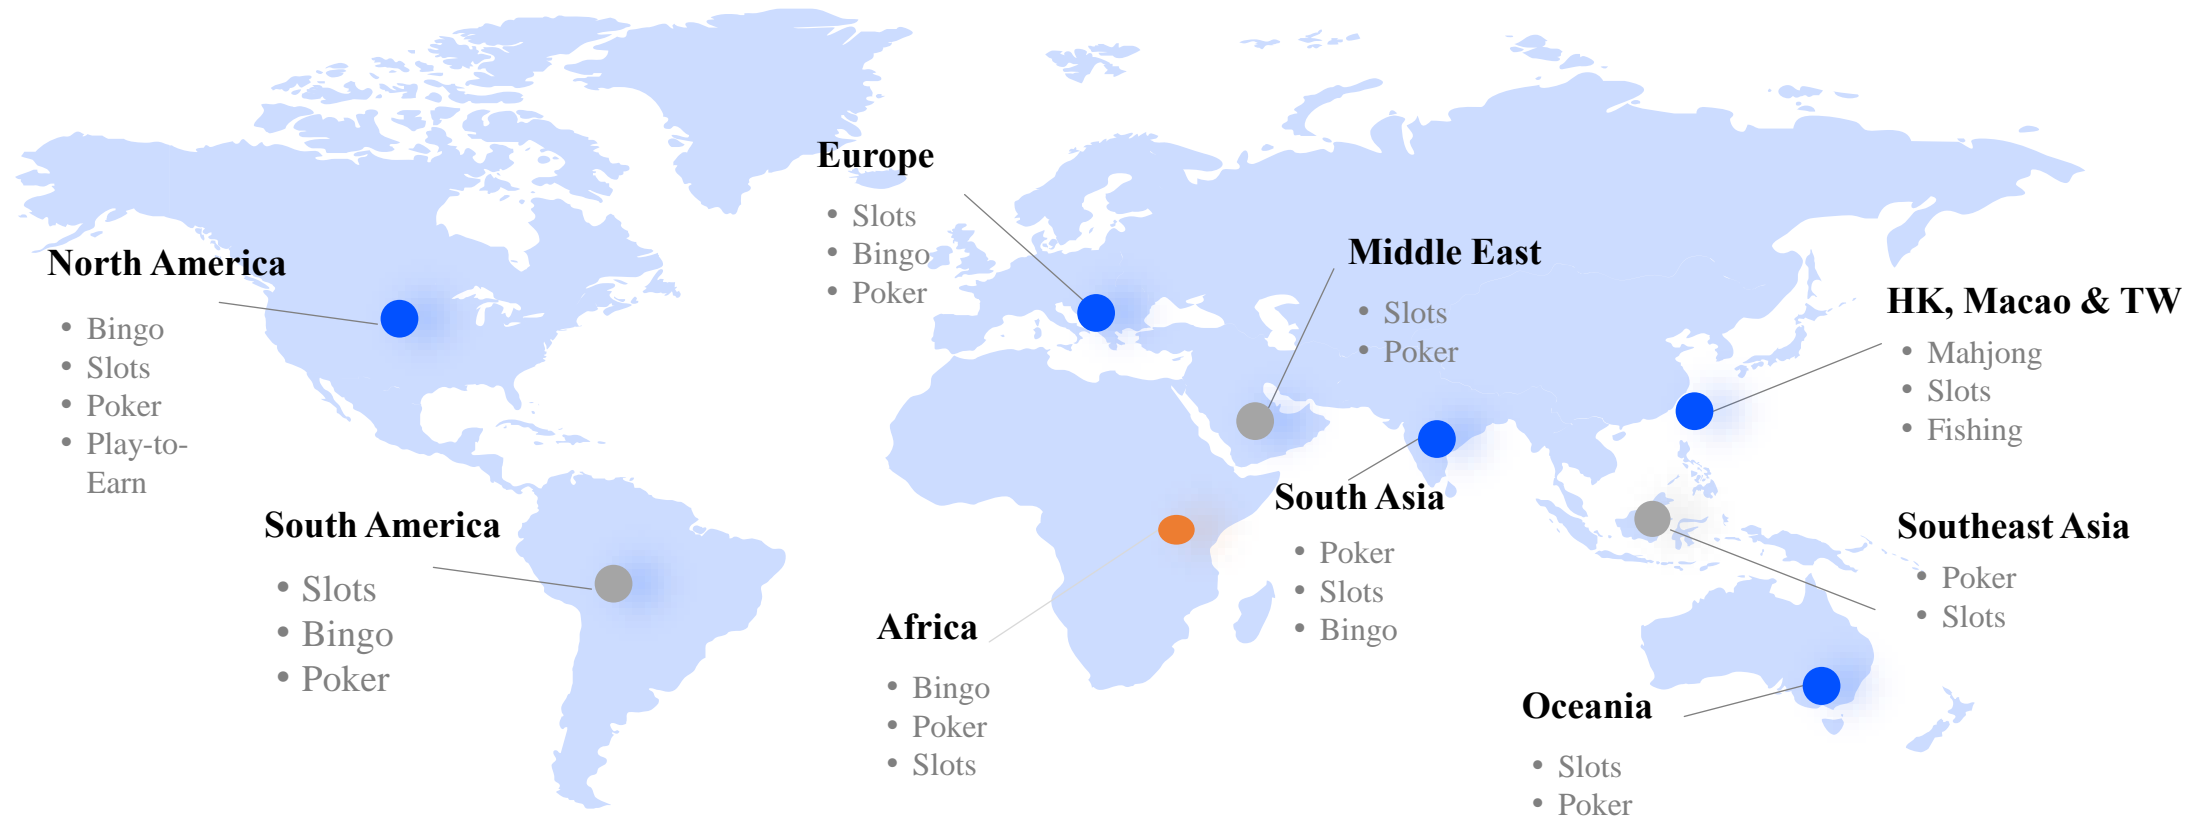 North America
• Bingo
• Slots
• Poker
• Play-to-
Earn
South America
• Slots
• Bingo
• Poker
Europe
• Slots
• Bingo
• Poker
Africa
• Bingo
• Poker
• Slots
Middle East
• Slots
• Poker
South Asia
• Poker
• Slots
• Bingo
HK, Macao & TW
• Mahjong
• Slots
• Fishing
Southeast Asia
• Poker
• Slots
Oceania
• Slots
• Poker